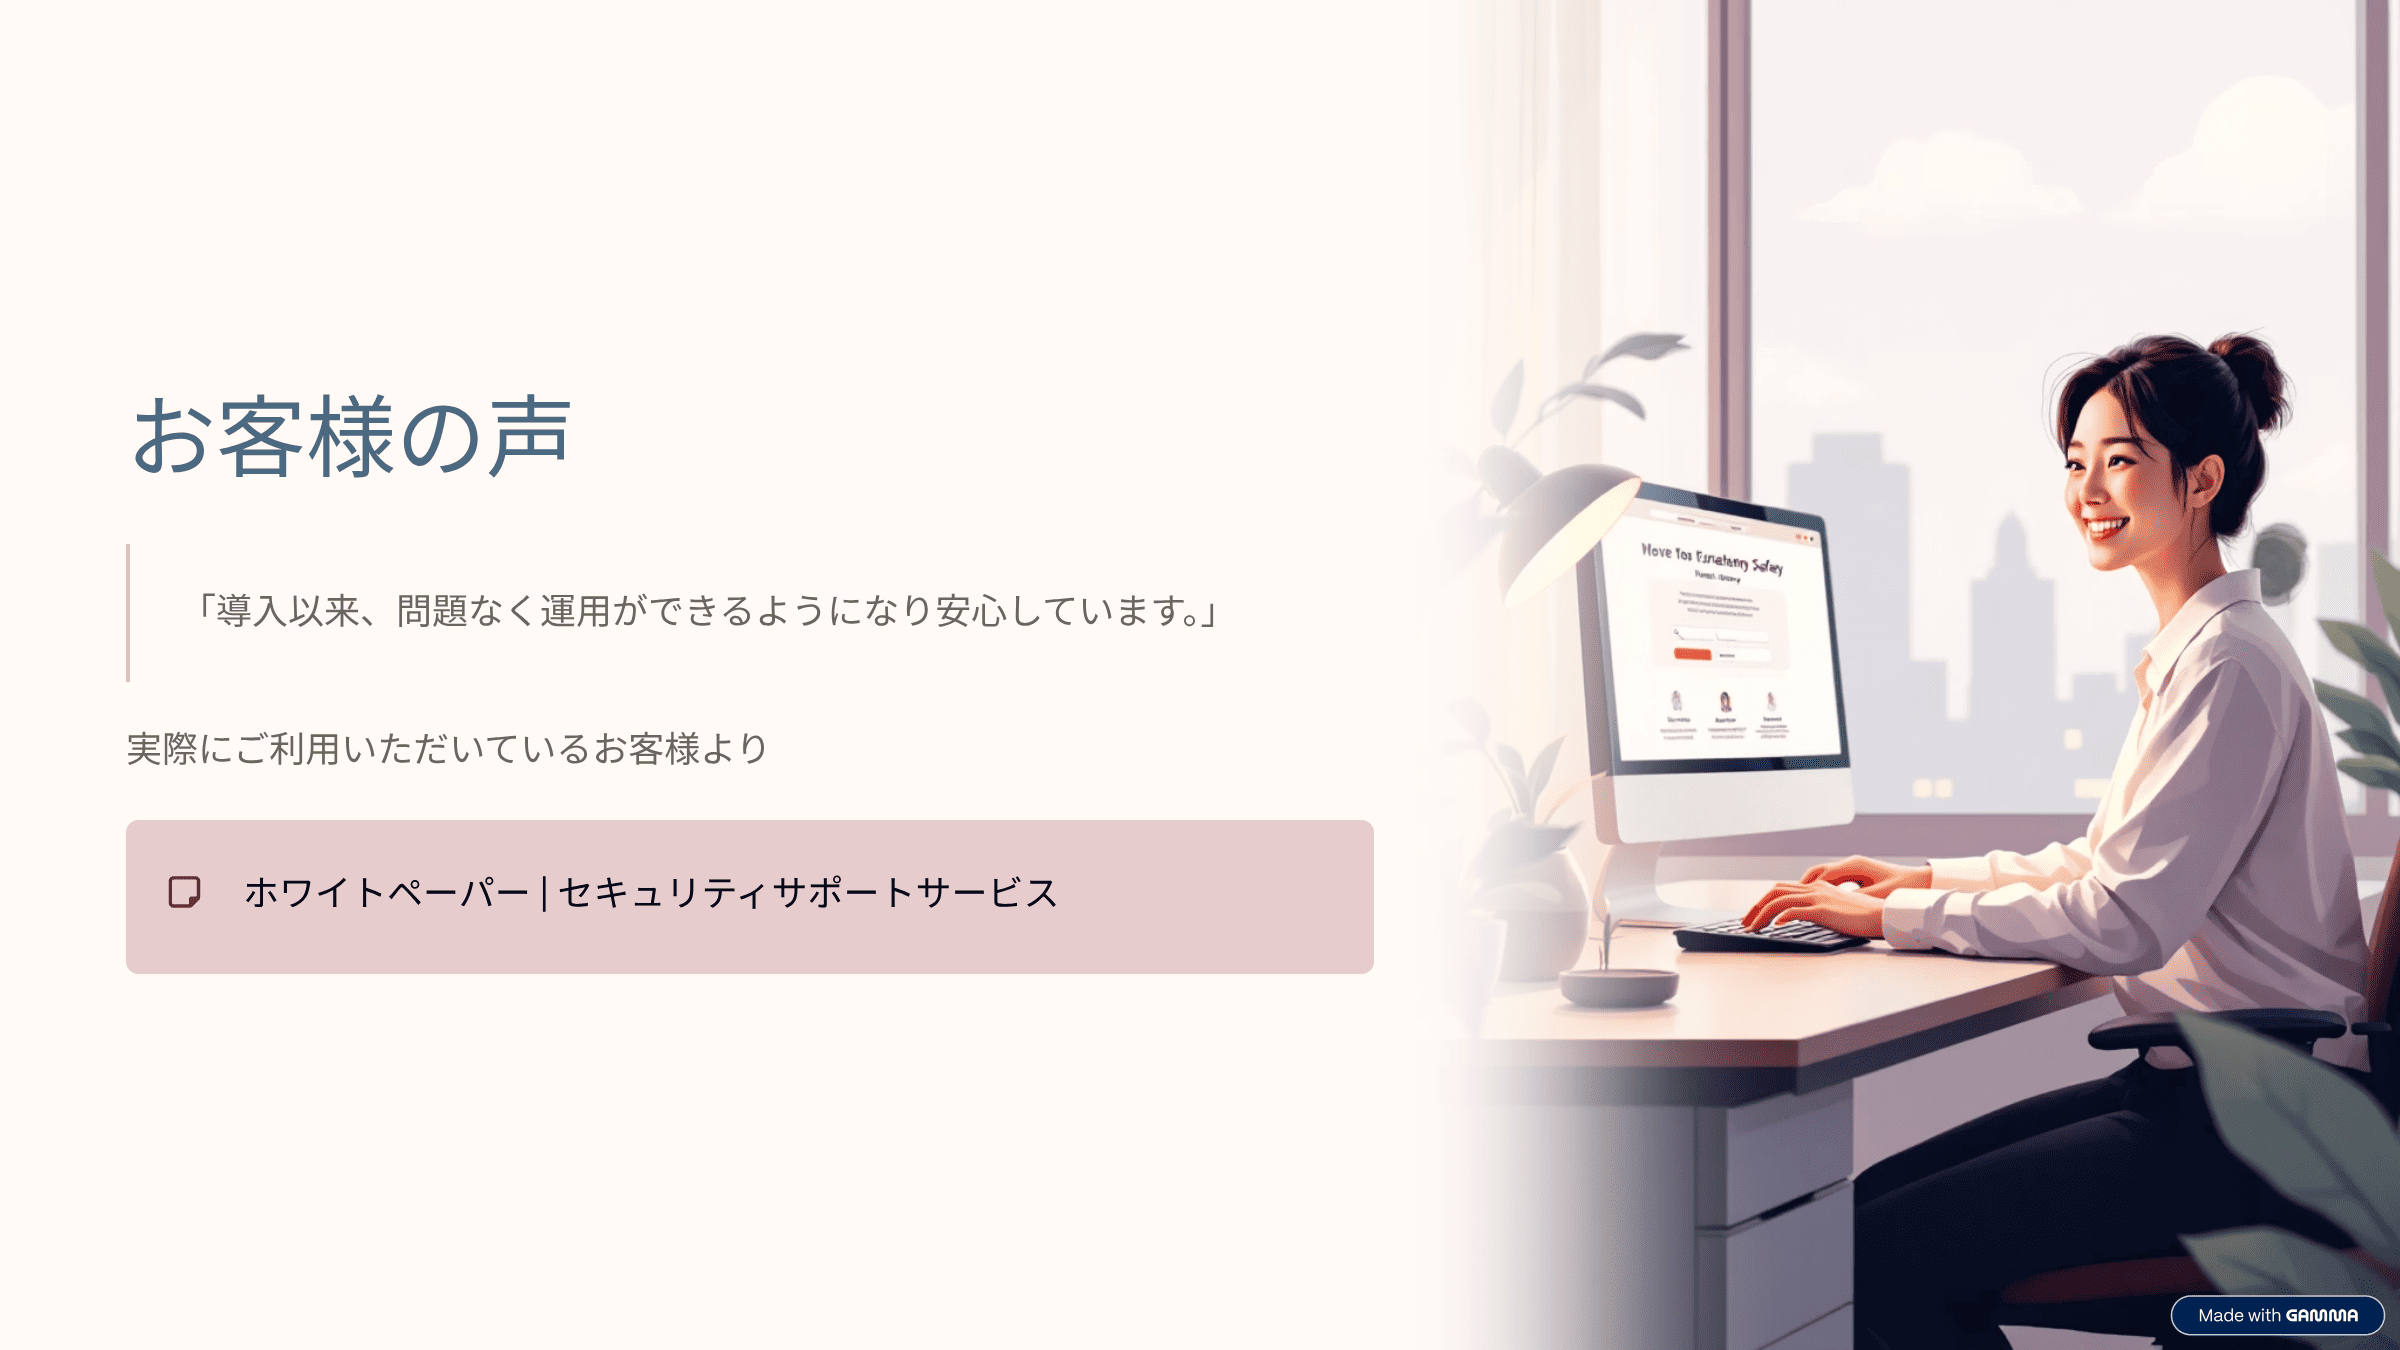 お客様の声
「導入以来、問題なく運用ができるようになり安心しています。」
実際にご利用いただいているお客様より
ホワイトペーパー | セキュリティサポートサービス
Made with GAMMA